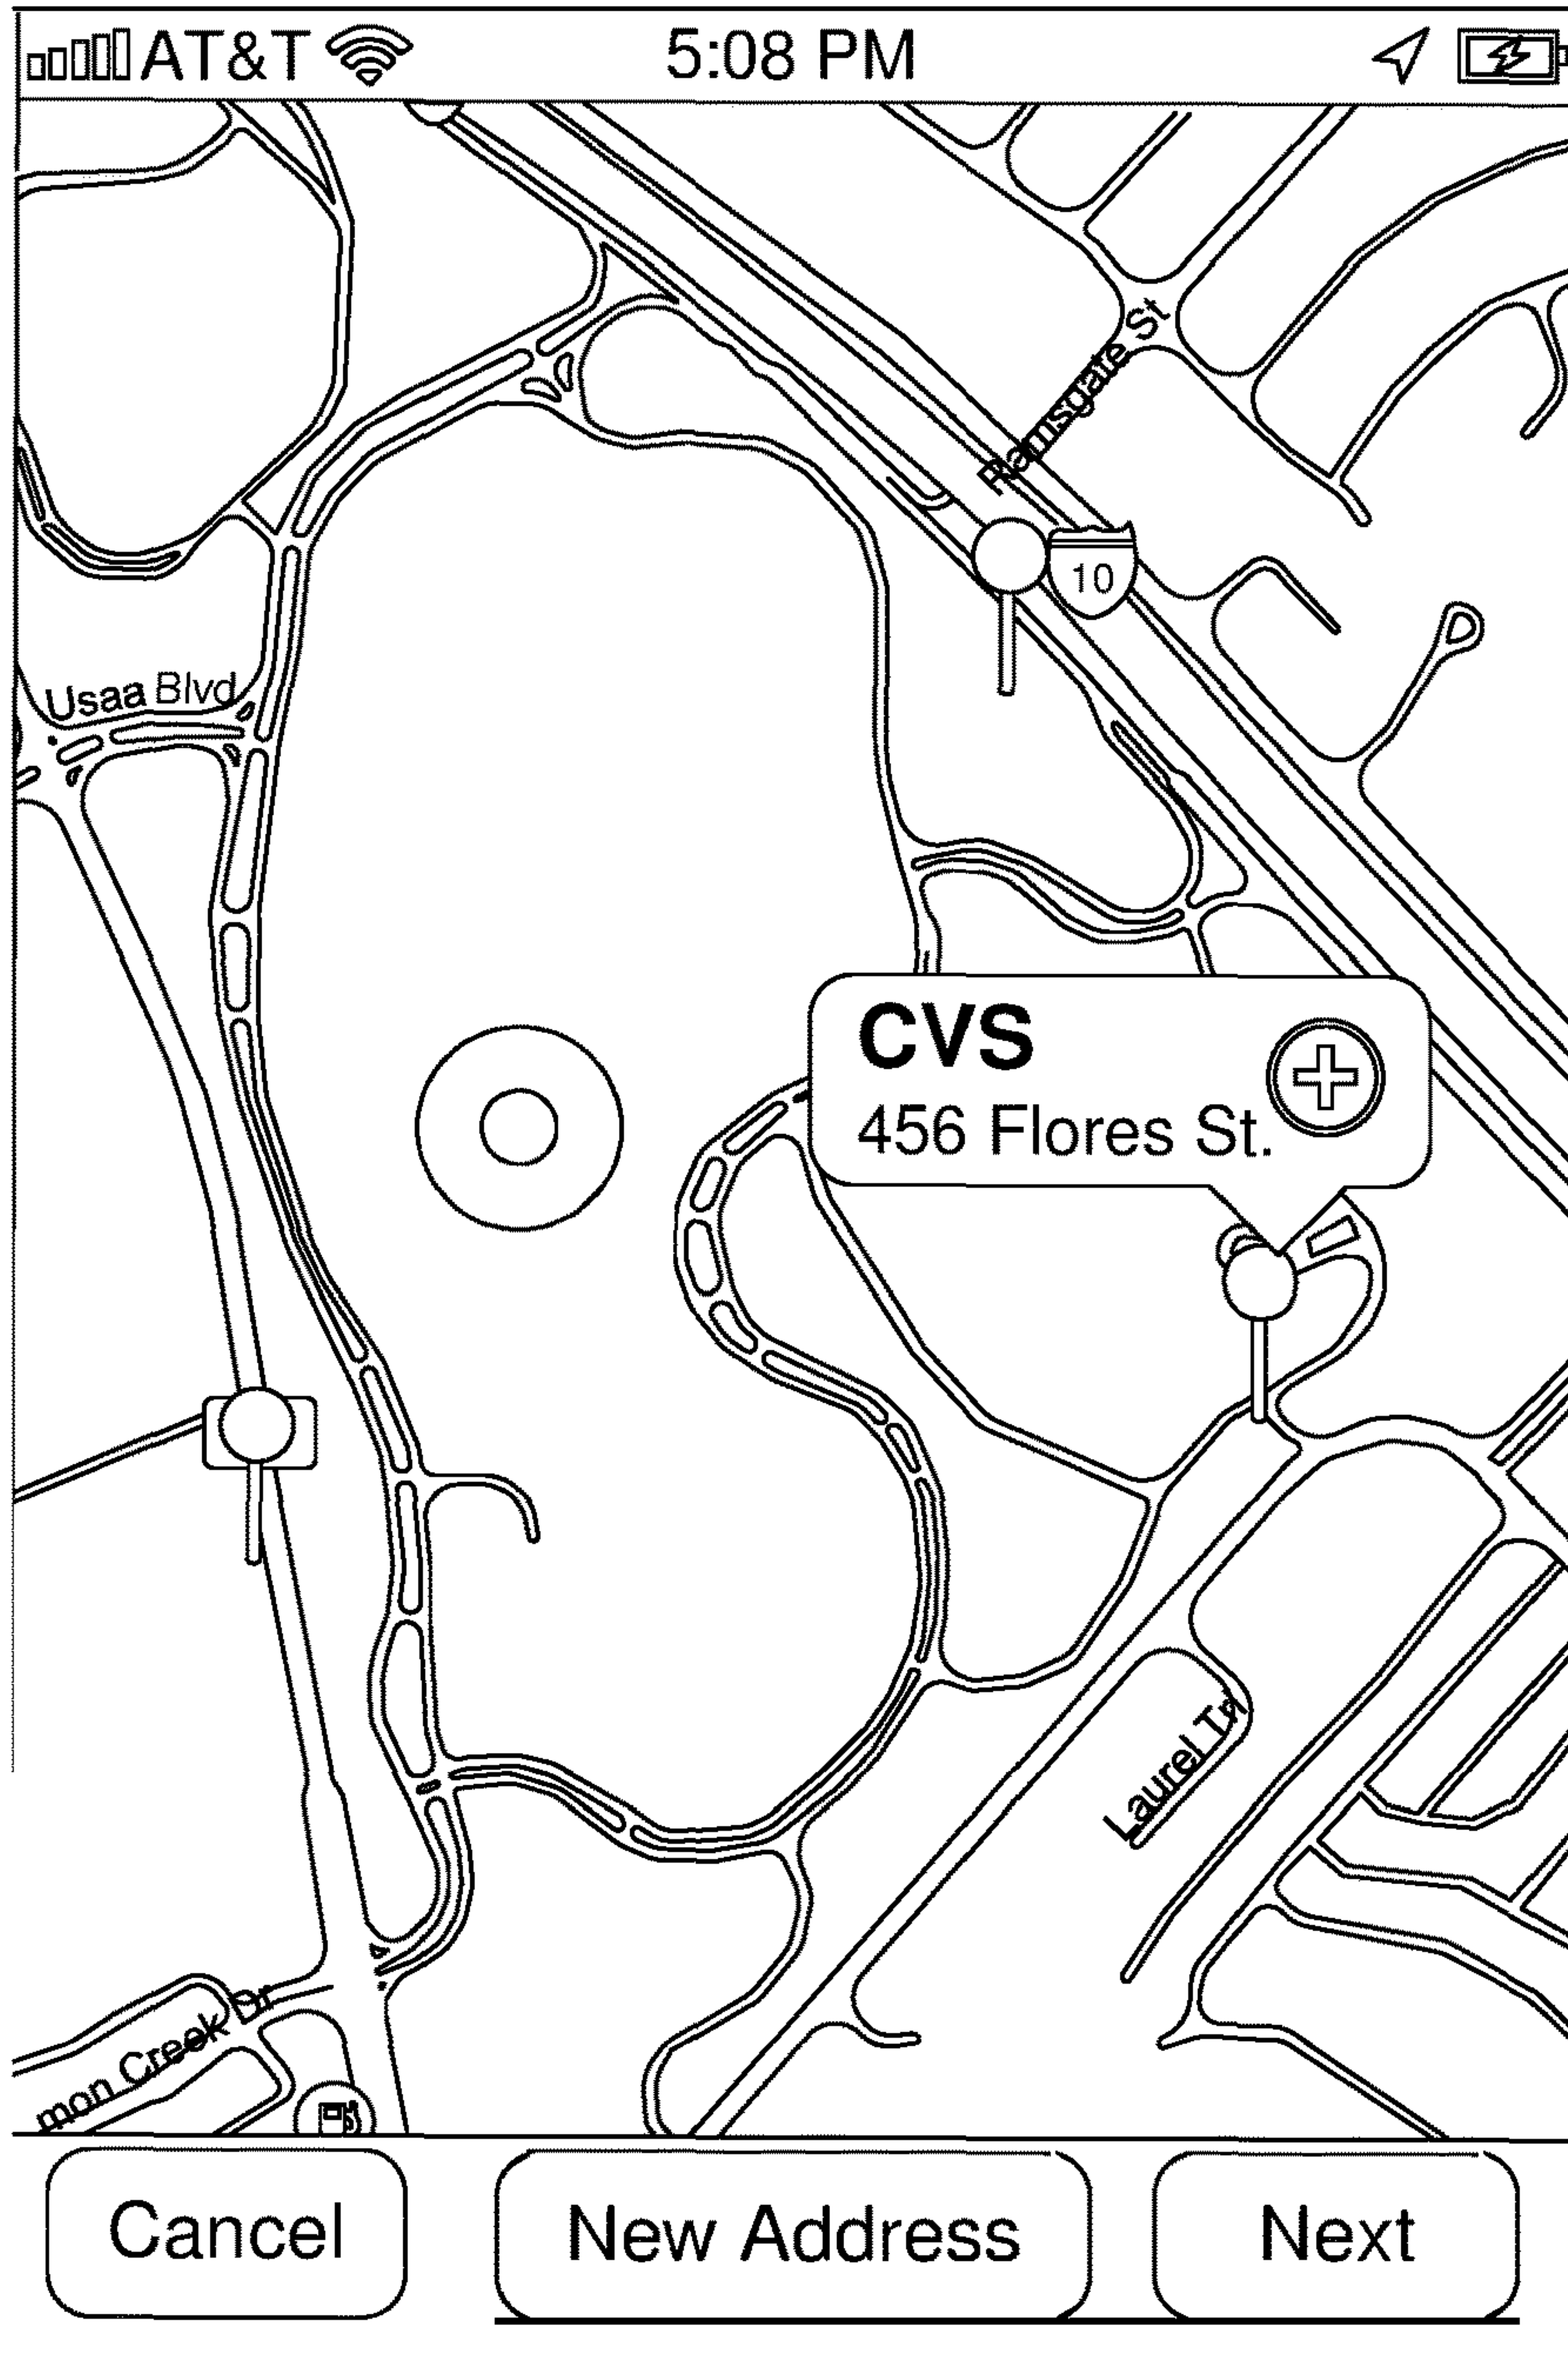 AT&T 5:08 PM
Ramsgate St
10
Usaa Blvd
CVS
456 Flores St.
Laurel Trl
mon Creek Dr
Cancel New Address Next